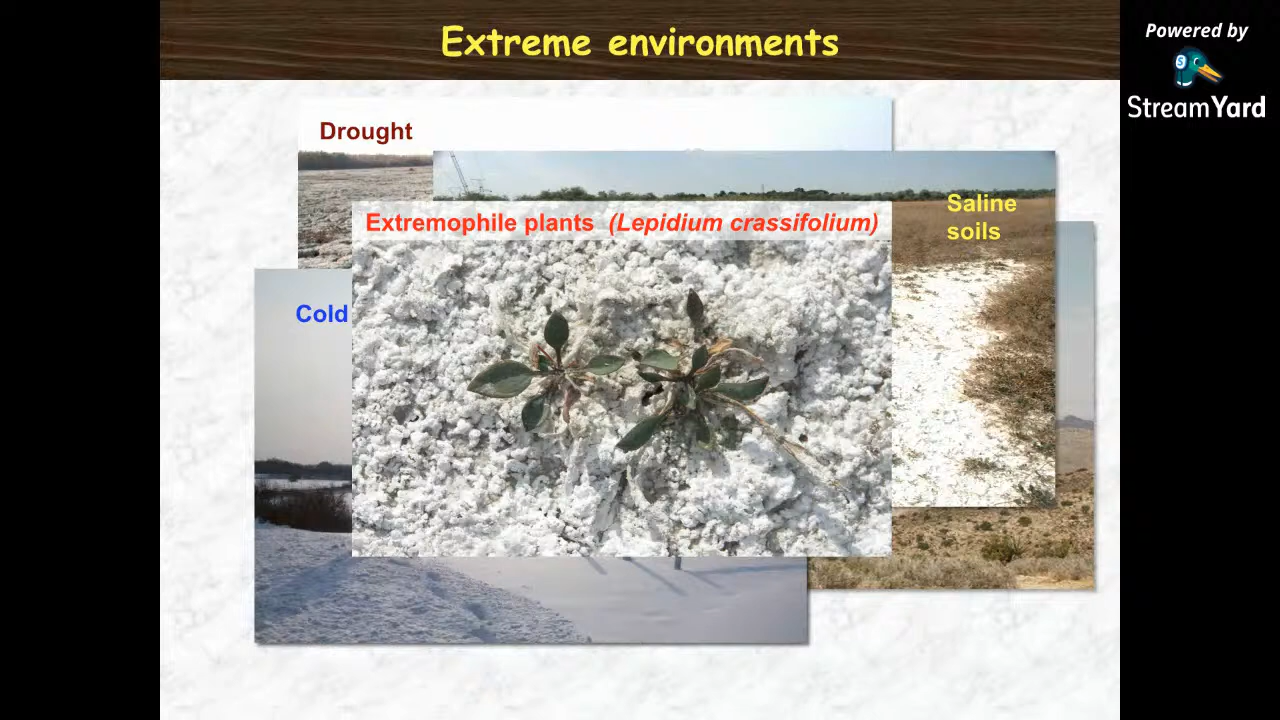 Extreme environments
Powered by
StreamYard
Drought
Saline
soils
Extremophile plants (Lepidium crassifolium)
Cold